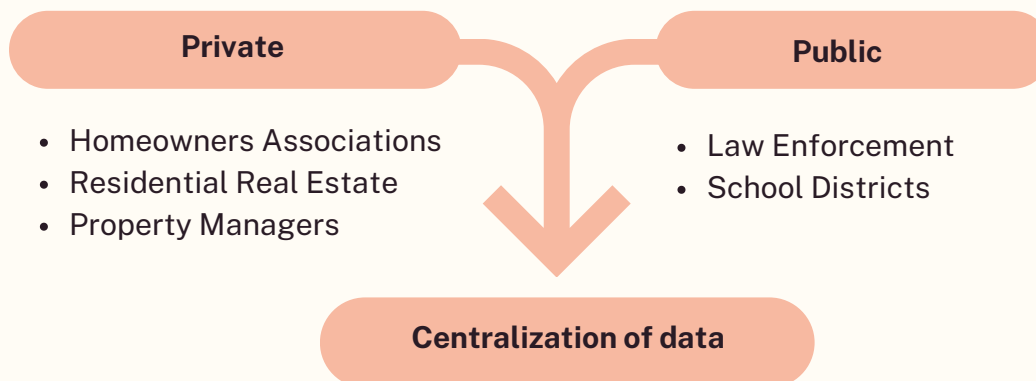 Private
• Homeowners Associations
• Residential Real Estate
• Property Managers
Public
• Law Enforcement
• School Districts
Centralization of data